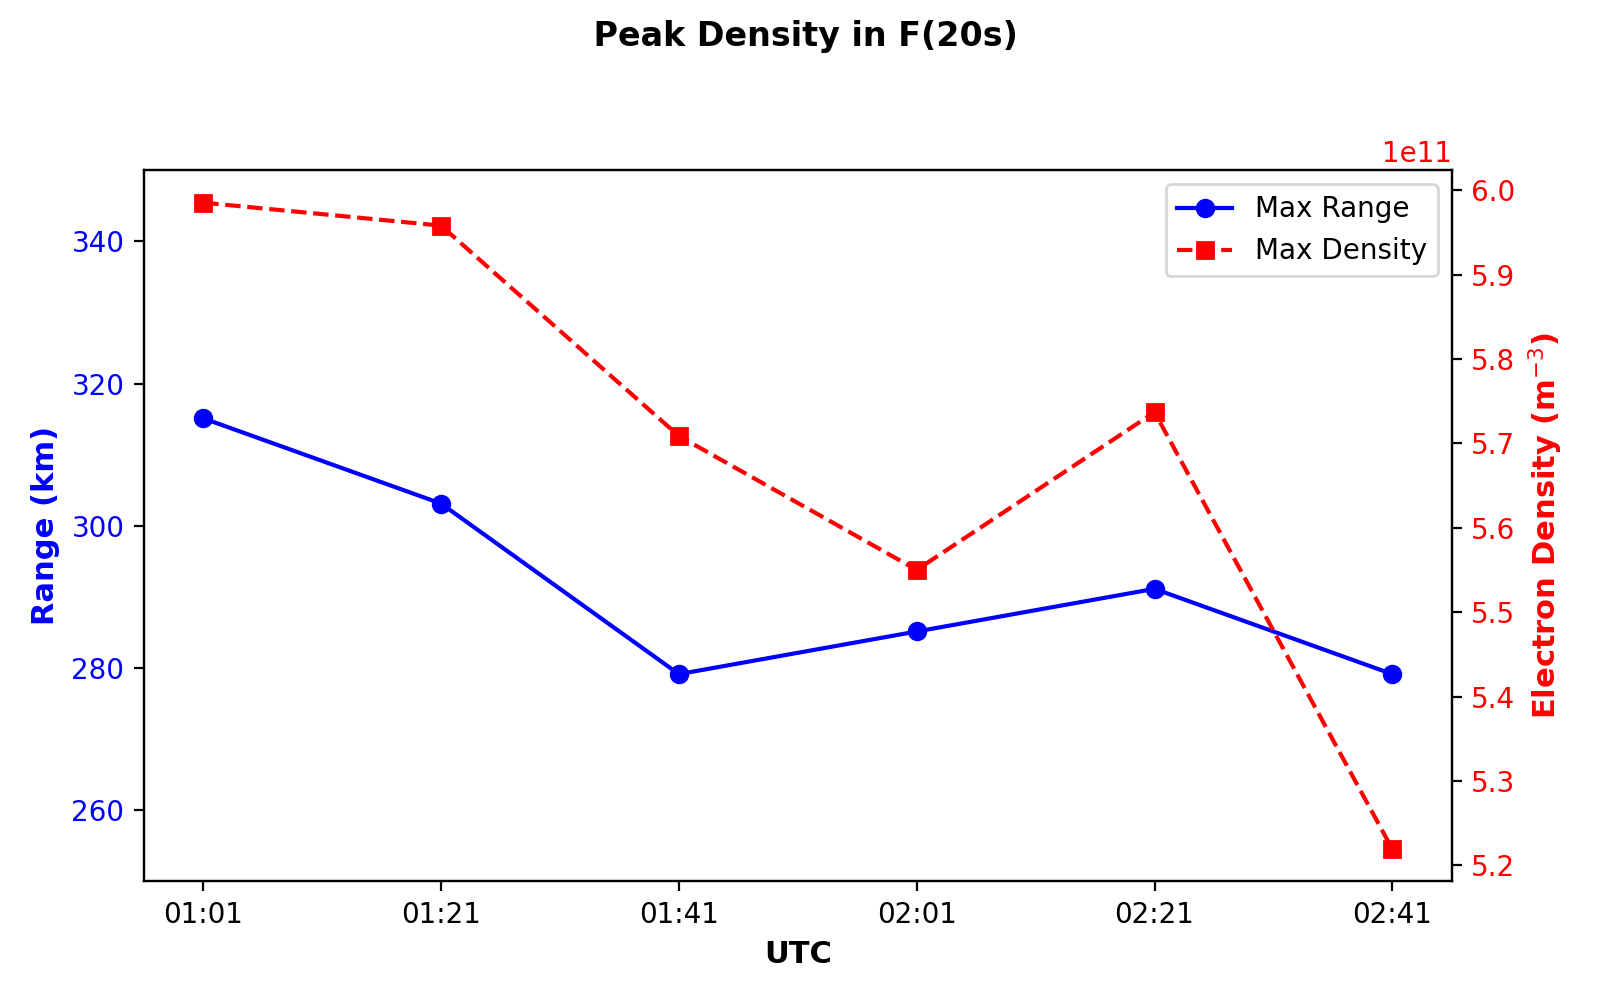 Peak Density in F(20s)
1e11
Max Range
Max Density
340
320
300
280
260
Range (km)
6.0
5.9
5.8
5.7
5.6
5.5
5.4
5.3
5.2
Electron Density (m⁻³)
01:01 01:21 01:41 02:01 02:21 02:41
UTC